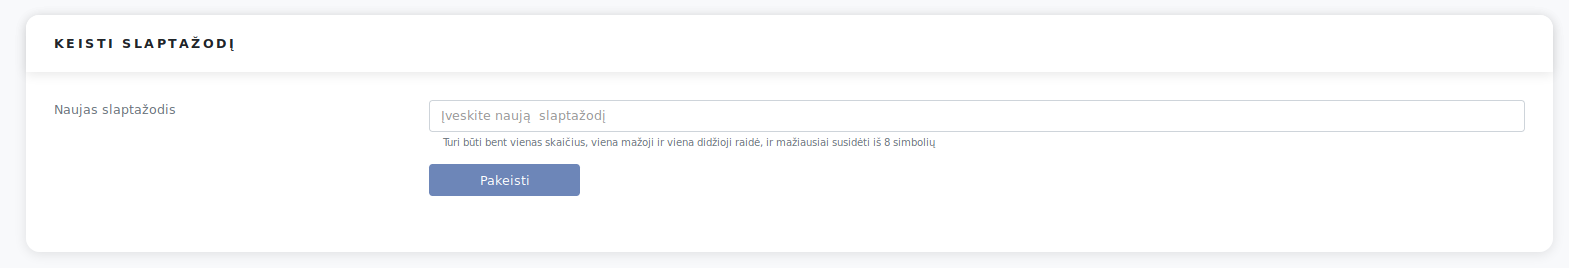 KEISTI SLAPTAŽODĮ
Naujas slaptažodis
Įveskite naują  slaptažodį
Turi būti bent vienas skaičius, viena mažoji ir viena didžioji raidė, ir mažiausiai susidėti iš 8 simbolių
Pakeisti